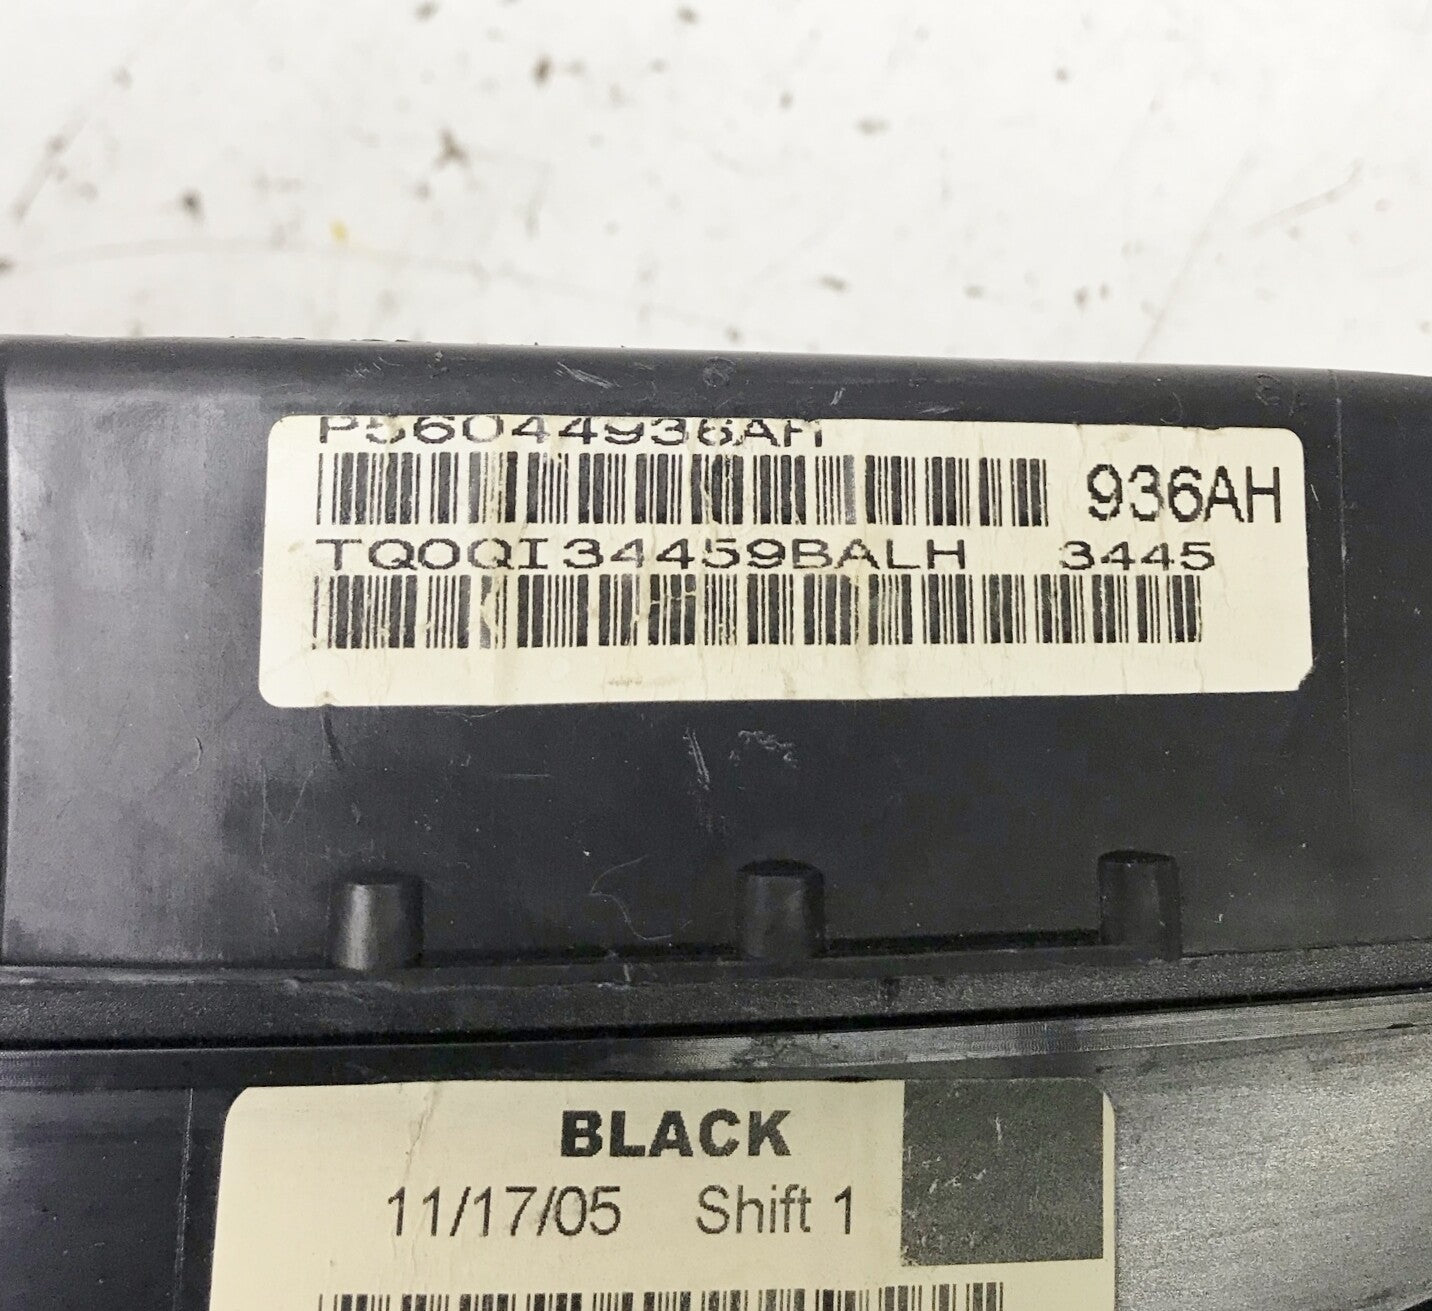 P56044936AH
936AH
TQ0QI34459BALH 3445
BLACK
11/17/05 Shift 1